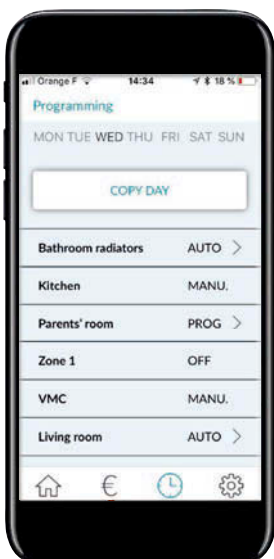 Orange F 14:34 18 %
Programming
MON TUE WED THU FRI SAT SUN
COPY DAY
Bathroom radiators AUTO >
Kitchen MANU.
Parents' room PROG >
Zone 1 OFF
VMC MANU.
Living room AUTO >
€